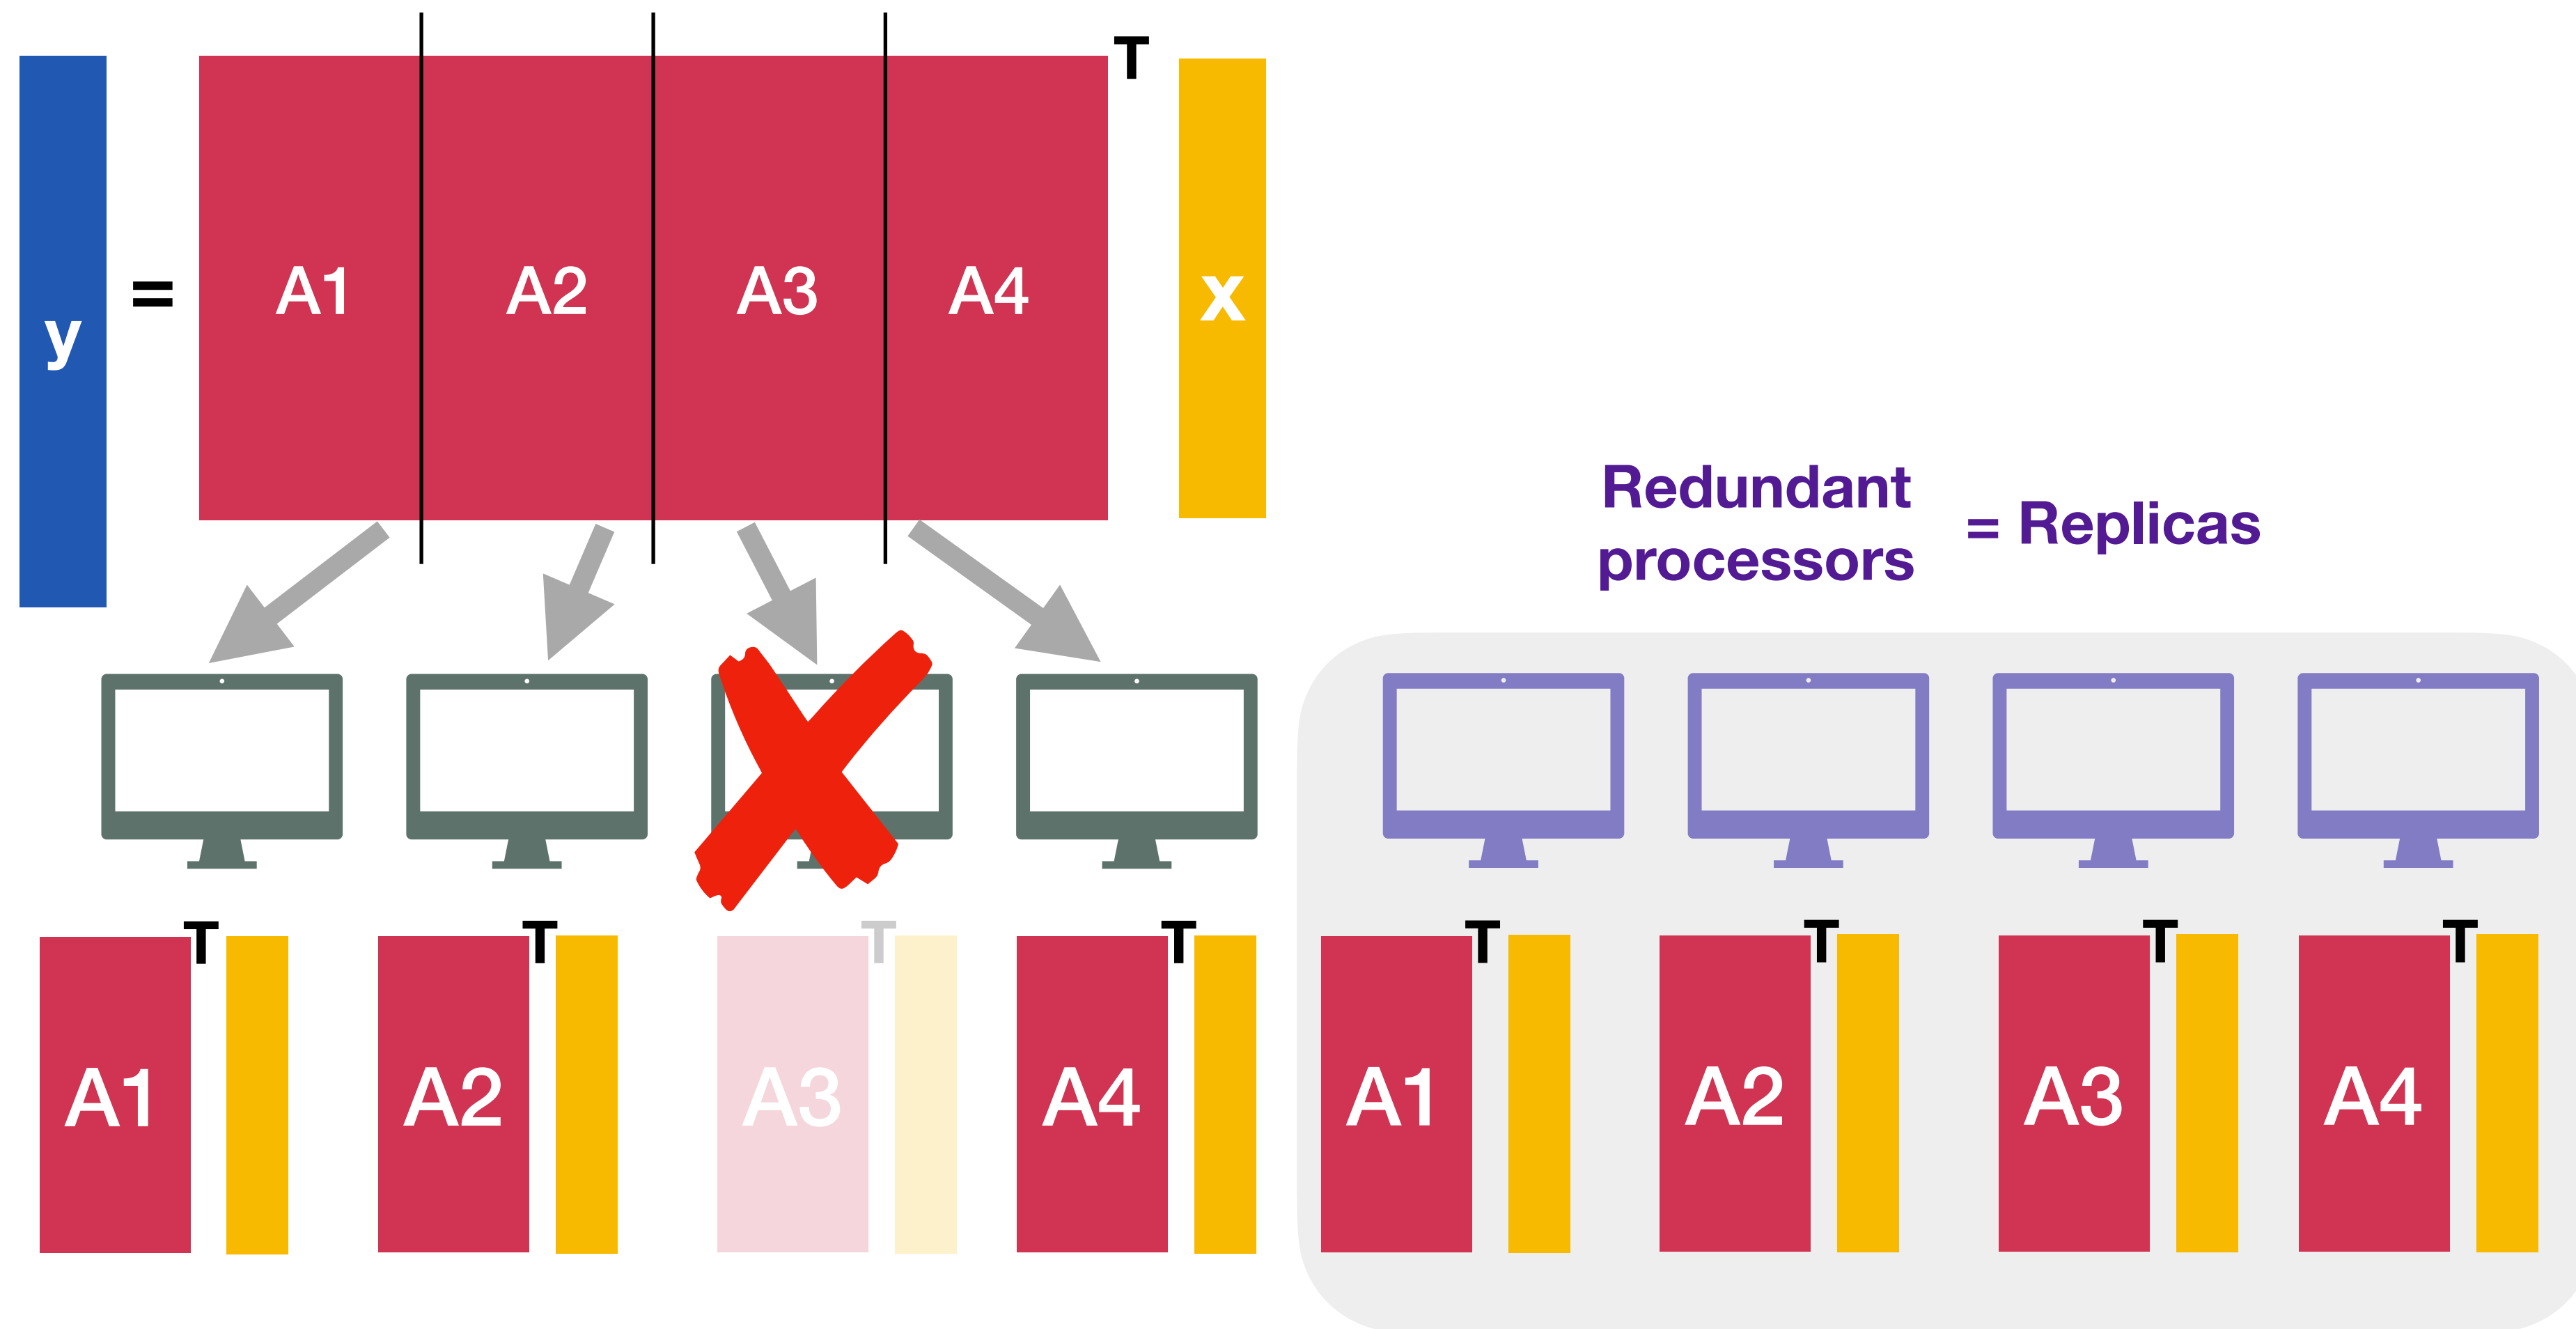 T
y = A1 A2 A3 A4 x
Redundant
processors
= Replicas
T T T T T T T T
A1 A2 A3 A4 A1 A2 A3 A4